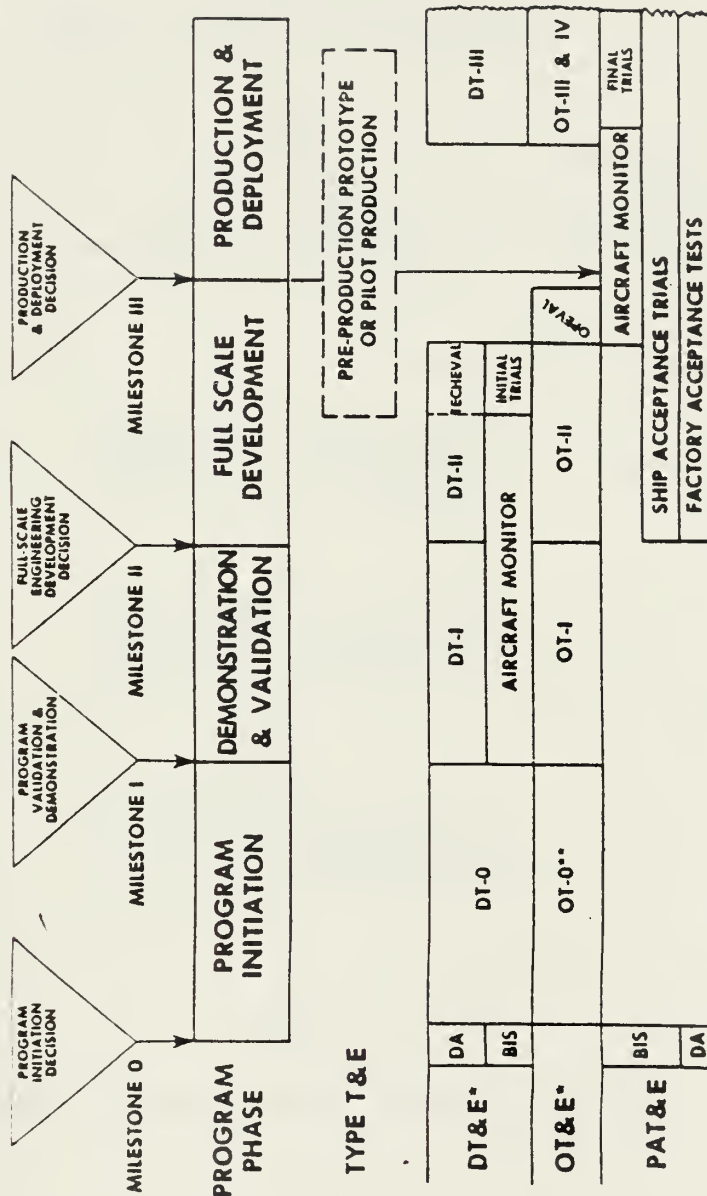 PROGRAM
INITIATION
DECISION
PROGRAM
VALIDATION &
DEMONSTRATION
FULL-SCALE
ENGINEERING
DEVELOPMENT
DECISION
PRODUCTION
& DEPLOYMENT
DECISION
MILESTONE 0
MILESTONE I
MILESTONE II
MILESTONE III
PROGRAM
PHASE
PROGRAM
INITIATION
DEMONSTRATION
& VALIDATION
FULL SCALE
DEVELOPMENT
PRODUCTION &
DEPLOYMENT
TYPE T&E
PRE-PRODUCTION PROTOTYPE
OR PILOT PRODUCTION
DT&E*
DA
BIS
DT-0
DT-I
DT-II
TECHEVAL
DT-III
AIRCRAFT MONITOR
INITIAL
TRIALS
OT&E*
OT-0**
OT-I
OT-II
OPEVAL
OT-III & IV
PAT&E
BIS
DA
AIRCRAFT MONITOR
FINAL
TRIALS
SHIP ACCEPTANCE TRIALS
FACTORY ACCEPTANCE TESTS